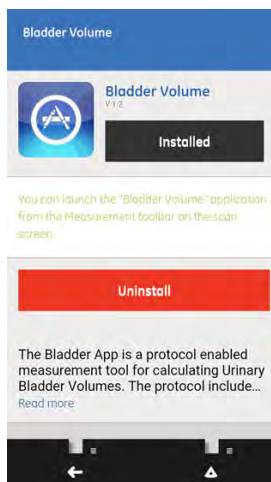 Bladder Volume
Bladder Volume
V 1.2
Installed
You can launch the "Bladder Volume" application
from the Measurement toolbar on the scan
screen.
Uninstall
The Bladder App is a protocol enabled
measurement tool for calculating Urinary
Bladder Volumes. The protocol include...
Read more